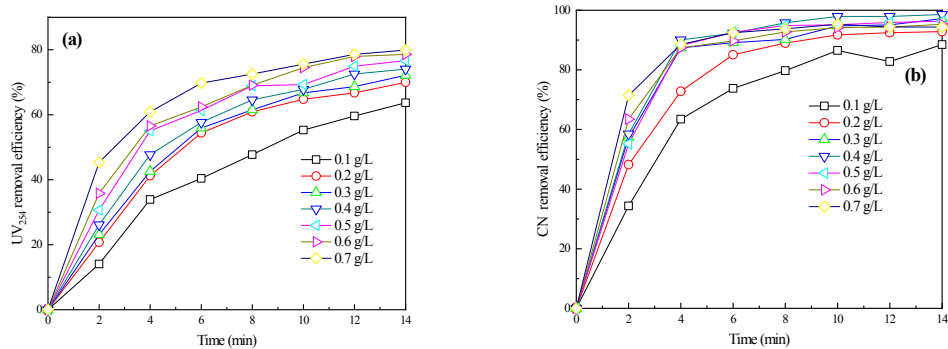 (a)
80
60
40
20
0
UV254 removal efficiency (%)
0.1 g/L
0.2 g/L
0.3 g/L
0.4 g/L
0.5 g/L
0.6 g/L
0.7 g/L
0 2 4 6 8 10 12 14
Time (min)
100
80
60
40
20
0
CN removal efficiency (%)
(b)
0.1 g/L
0.2 g/L
0.3 g/L
0.4 g/L
0.5 g/L
0.6 g/L
0.7 g/L
0 2 4 6 8 10 12 14
Time (min)